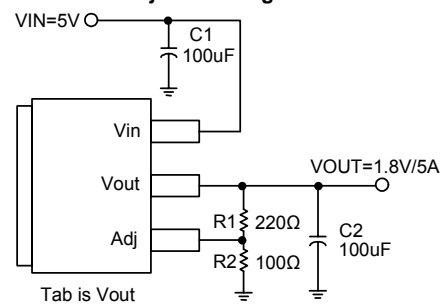 VIN=5V
C1
100uF
Vin
Vout
Adj
VOUT=1.8V/5A
R1 220Ω
C2
100uF
R2 100Ω
Tab is Vout